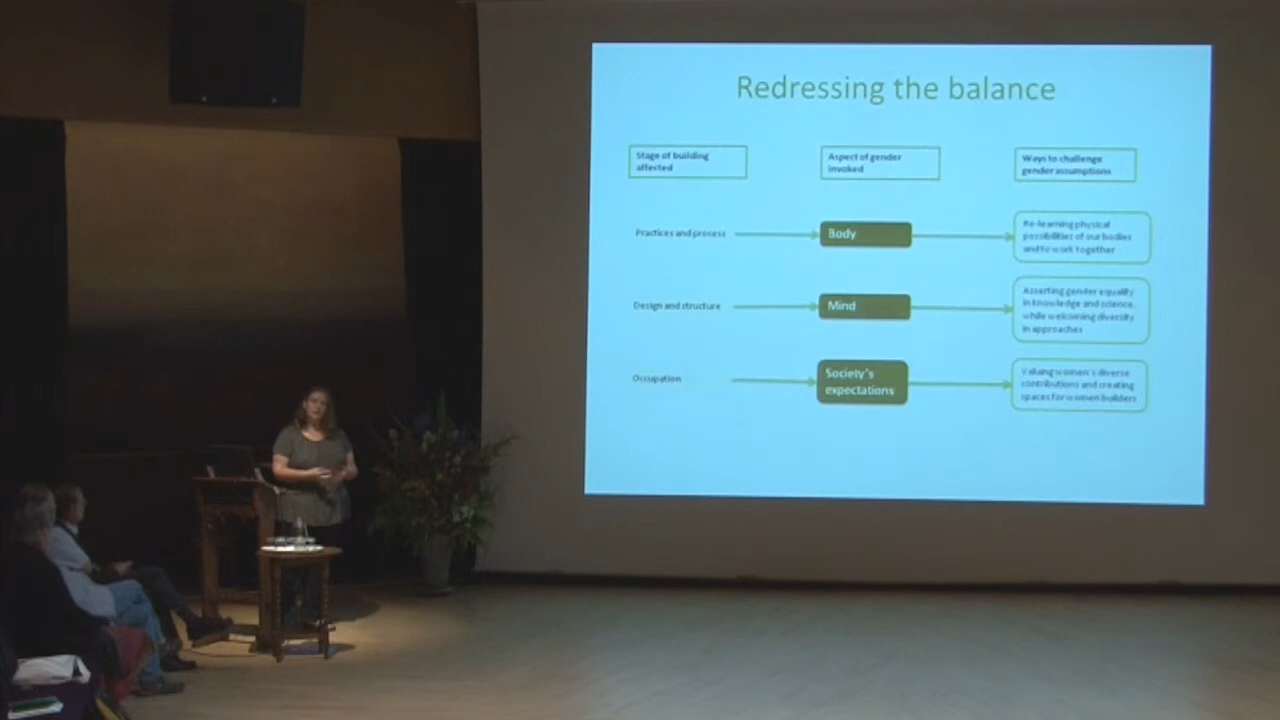 Redressing the balance
Stage of building
affected
Aspect of gender
invoked
Ways to challenge
gender assumptions
Practices and process
Body
Re-learning physical
possibilities of our bodies
and to work together
Design and structure
Mind
Asserting gender equality
in knowledge and science,
while welcoming diversity
in approaches
Occupation
Society's
expectations
Valuing women's diverse
contributions and creating
spaces for women builders